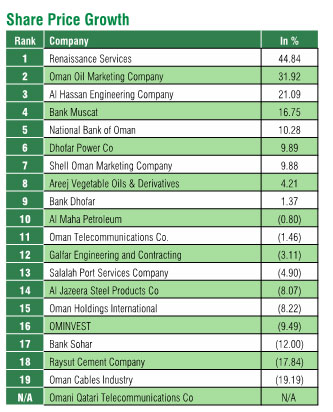 Share Price Growth
Rank Company In %
1 Renaissance Services 44.84
2 Oman Oil Marketing Company 31.92
3 Al Hassan Engineering Company 21.09
4 Bank Muscat 16.75
5 National Bank of Oman 10.28
6 Dhofar Power Co 9.89
7 Shell Oman Marketing Company 9.88
8 Areej Vegetable Oils & Derivatives 4.21
9 Bank Dhofar 1.37
10 Al Maha Petroleum (0.80)
11 Oman Telecommunications Co. (1.46)
12 Galfar Engineering and Contracting (3.11)
13 Salalah Port Services Company (4.90)
14 Al Jazeera Steel Products Co (8.07)
15 Oman Holdings International (8.22)
16 OMINVEST (9.49)
17 Bank Sohar (12.00)
18 Raysut Cement Company (17.84)
19 Oman Cables Industry (19.19)
N/A Omani Qatari Telecommunications Co N/A